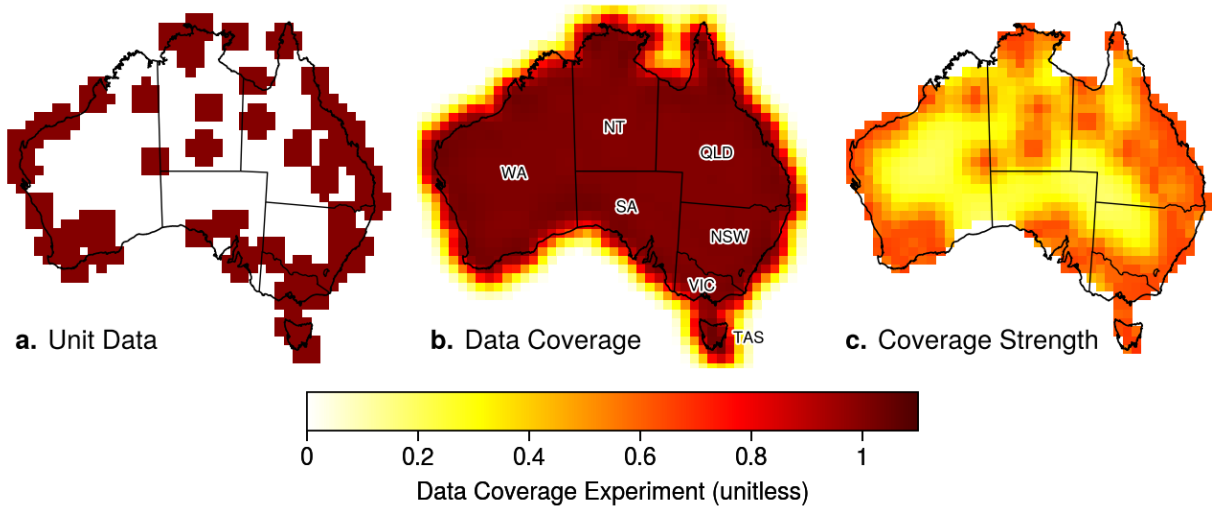 NT
QLD
WA
SA
NSW
VIC
TAS
a. Unit Data
b. Data Coverage
c. Coverage Strength
0 0.2 0.4 0.6 0.8 1
Data Coverage Experiment (unitless)